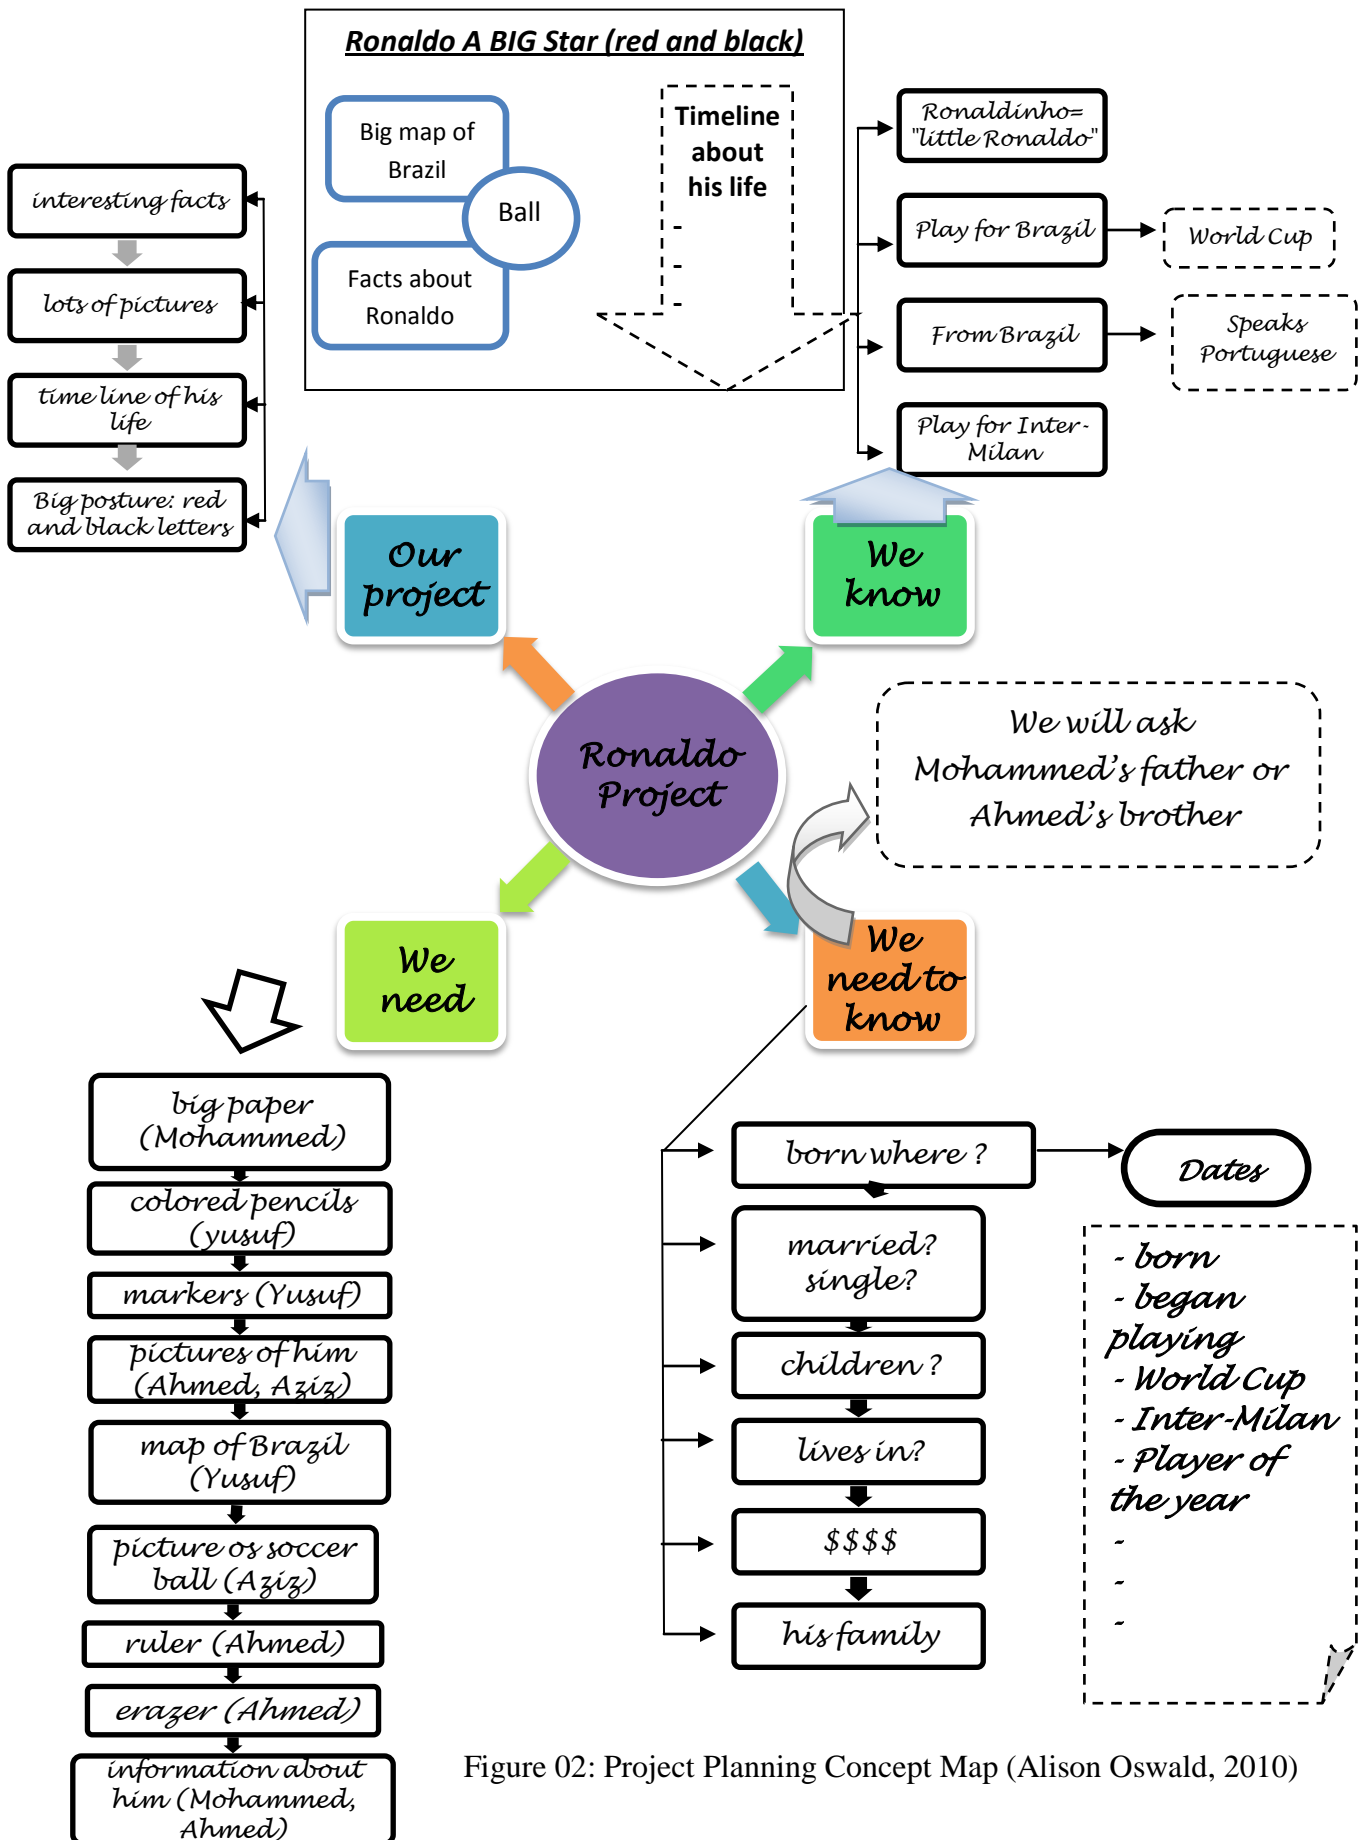 Ronaldo A BIG Star (red and black)
Big map of
Brazil
Ball
Facts about
Ronaldo
Timeline
about
his life
-
-
-
interesting facts
lots of pictures
time line of his
life
Big posture: red
and black letters
Ronaldinho=
"little Ronaldo"
Play for Brazil
World Cup
From Brazil
Speaks
Portuguese
Play for Inter-
Milan
Our
project
We
know
Ronaldo
Project
We will ask
Mohammed's father or
Ahmed's brother
We
need
We
need to
know
big paper
(Mohammed)
colored pencils
(yusuf)
markers (Yusuf)
pictures of him
(Ahmed, Aziz)
map of Brazil
(Yusuf)
picture os soccer
ball (Aziz)
ruler (Ahmed)
erazer (Ahmed)
information about
him (Mohammed,
Ahmed)
born where ?
married?
single?
children ?
lives in?
$$$$
his family
Dates
- born
- began
playing
- World Cup
- Inter-Milan
- Player of
the year
-
-
-
Figure 02: Project Planning Concept Map (Alison Oswald, 2010)